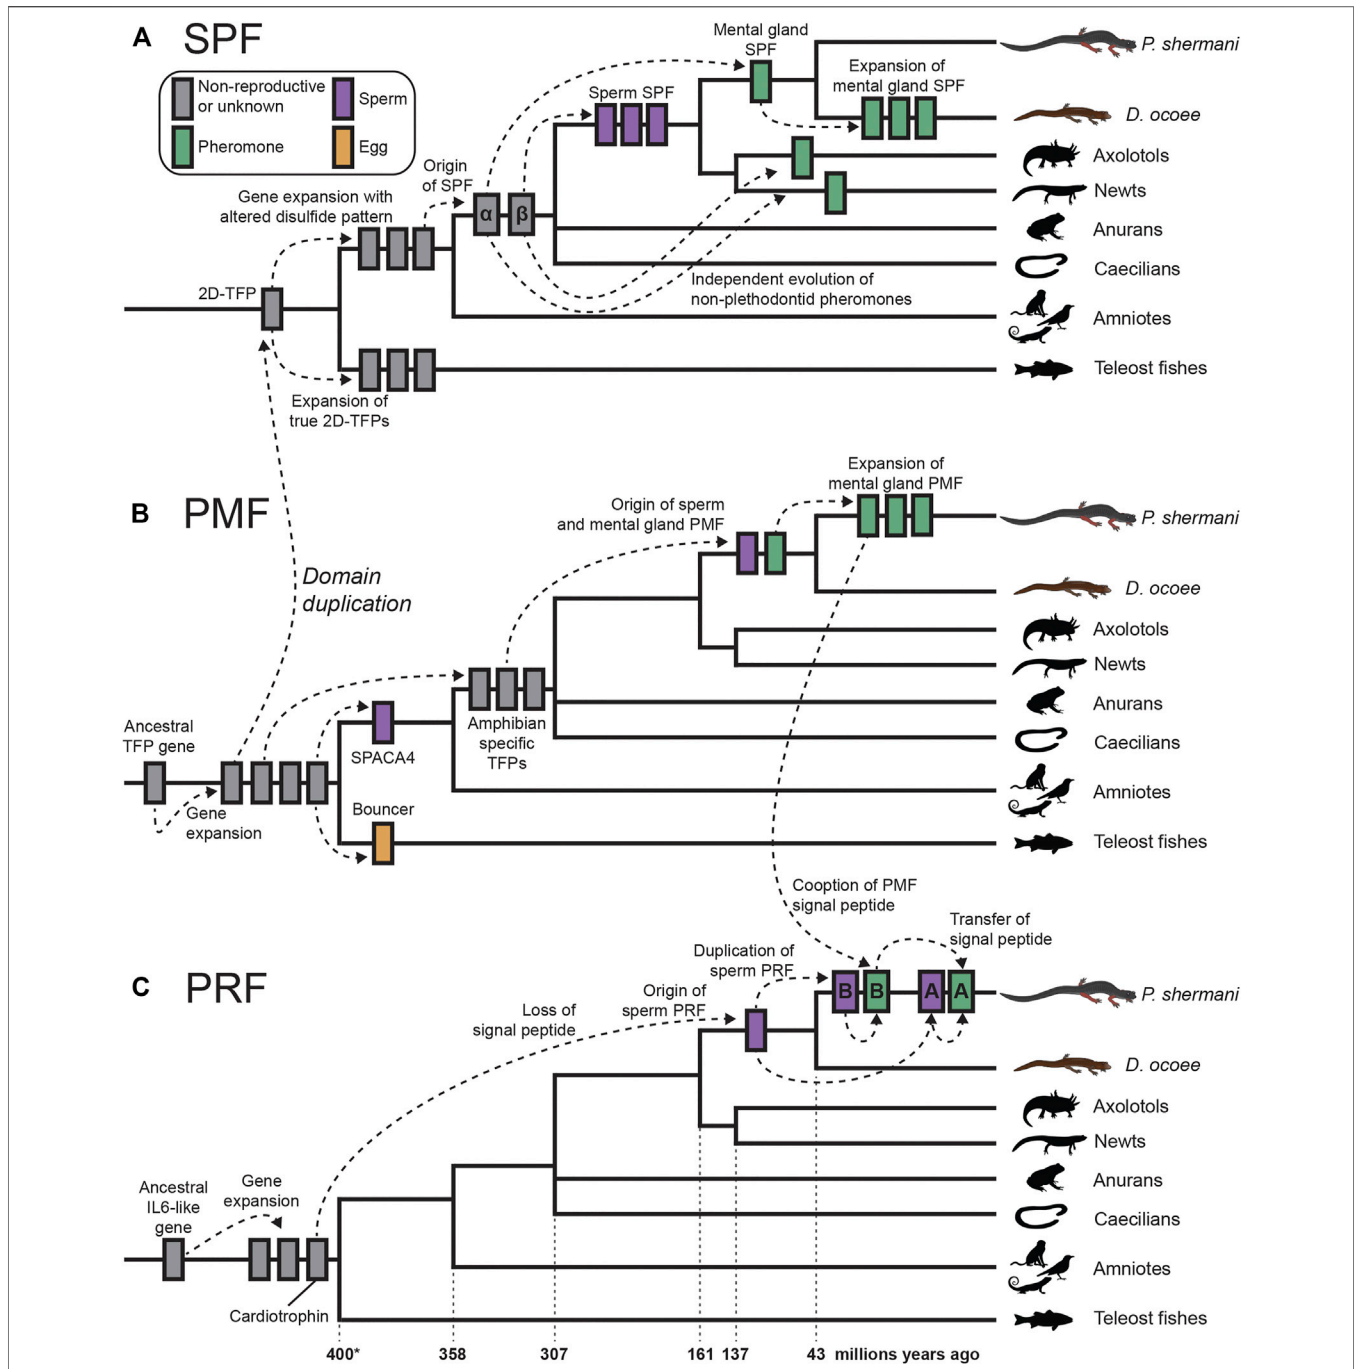 A SPF
Non-reproductive
or unknown
Sperm
Pheromone
Egg
Mental gland
SPF
Expansion of
mental gland SPF
Sperm SPF
Origin
of SPF
Gene expansion with
altered disulfide pattern
α β
2D-TFP
Independent evolution of
non-plethodontid pheromones
Expansion of
true 2D-TFPs
P. shermani
D. ocoee
Axolotols
Newts
Anurans
Caecilians
Amniotes
Teleost fishes
B PMF
Expansion of
mental gland PMF
Origin of sperm
and mental gland PMF
Domain
duplication
Ancestral
TFP gene
Gene
expansion
SPACA4
Bouncer
Amphibian
specific
TFPs
P. shermani
D. ocoee
Axolotols
Newts
Anurans
Caecilians
Amniotes
Teleost fishes
Cooption of PMF
signal peptide
Transfer of
signal peptide
C PRF
Duplication of
sperm PRF
Origin of
sperm PRF
Loss of
signal peptide
B B A A
Ancestral
IL6-like
gene
Gene
expansion
Cardiotrophin
P. shermani
D. ocoee
Axolotols
Newts
Anurans
Caecilians
Amniotes
Teleost fishes
400* 358 307 161 137 43 millions years ago